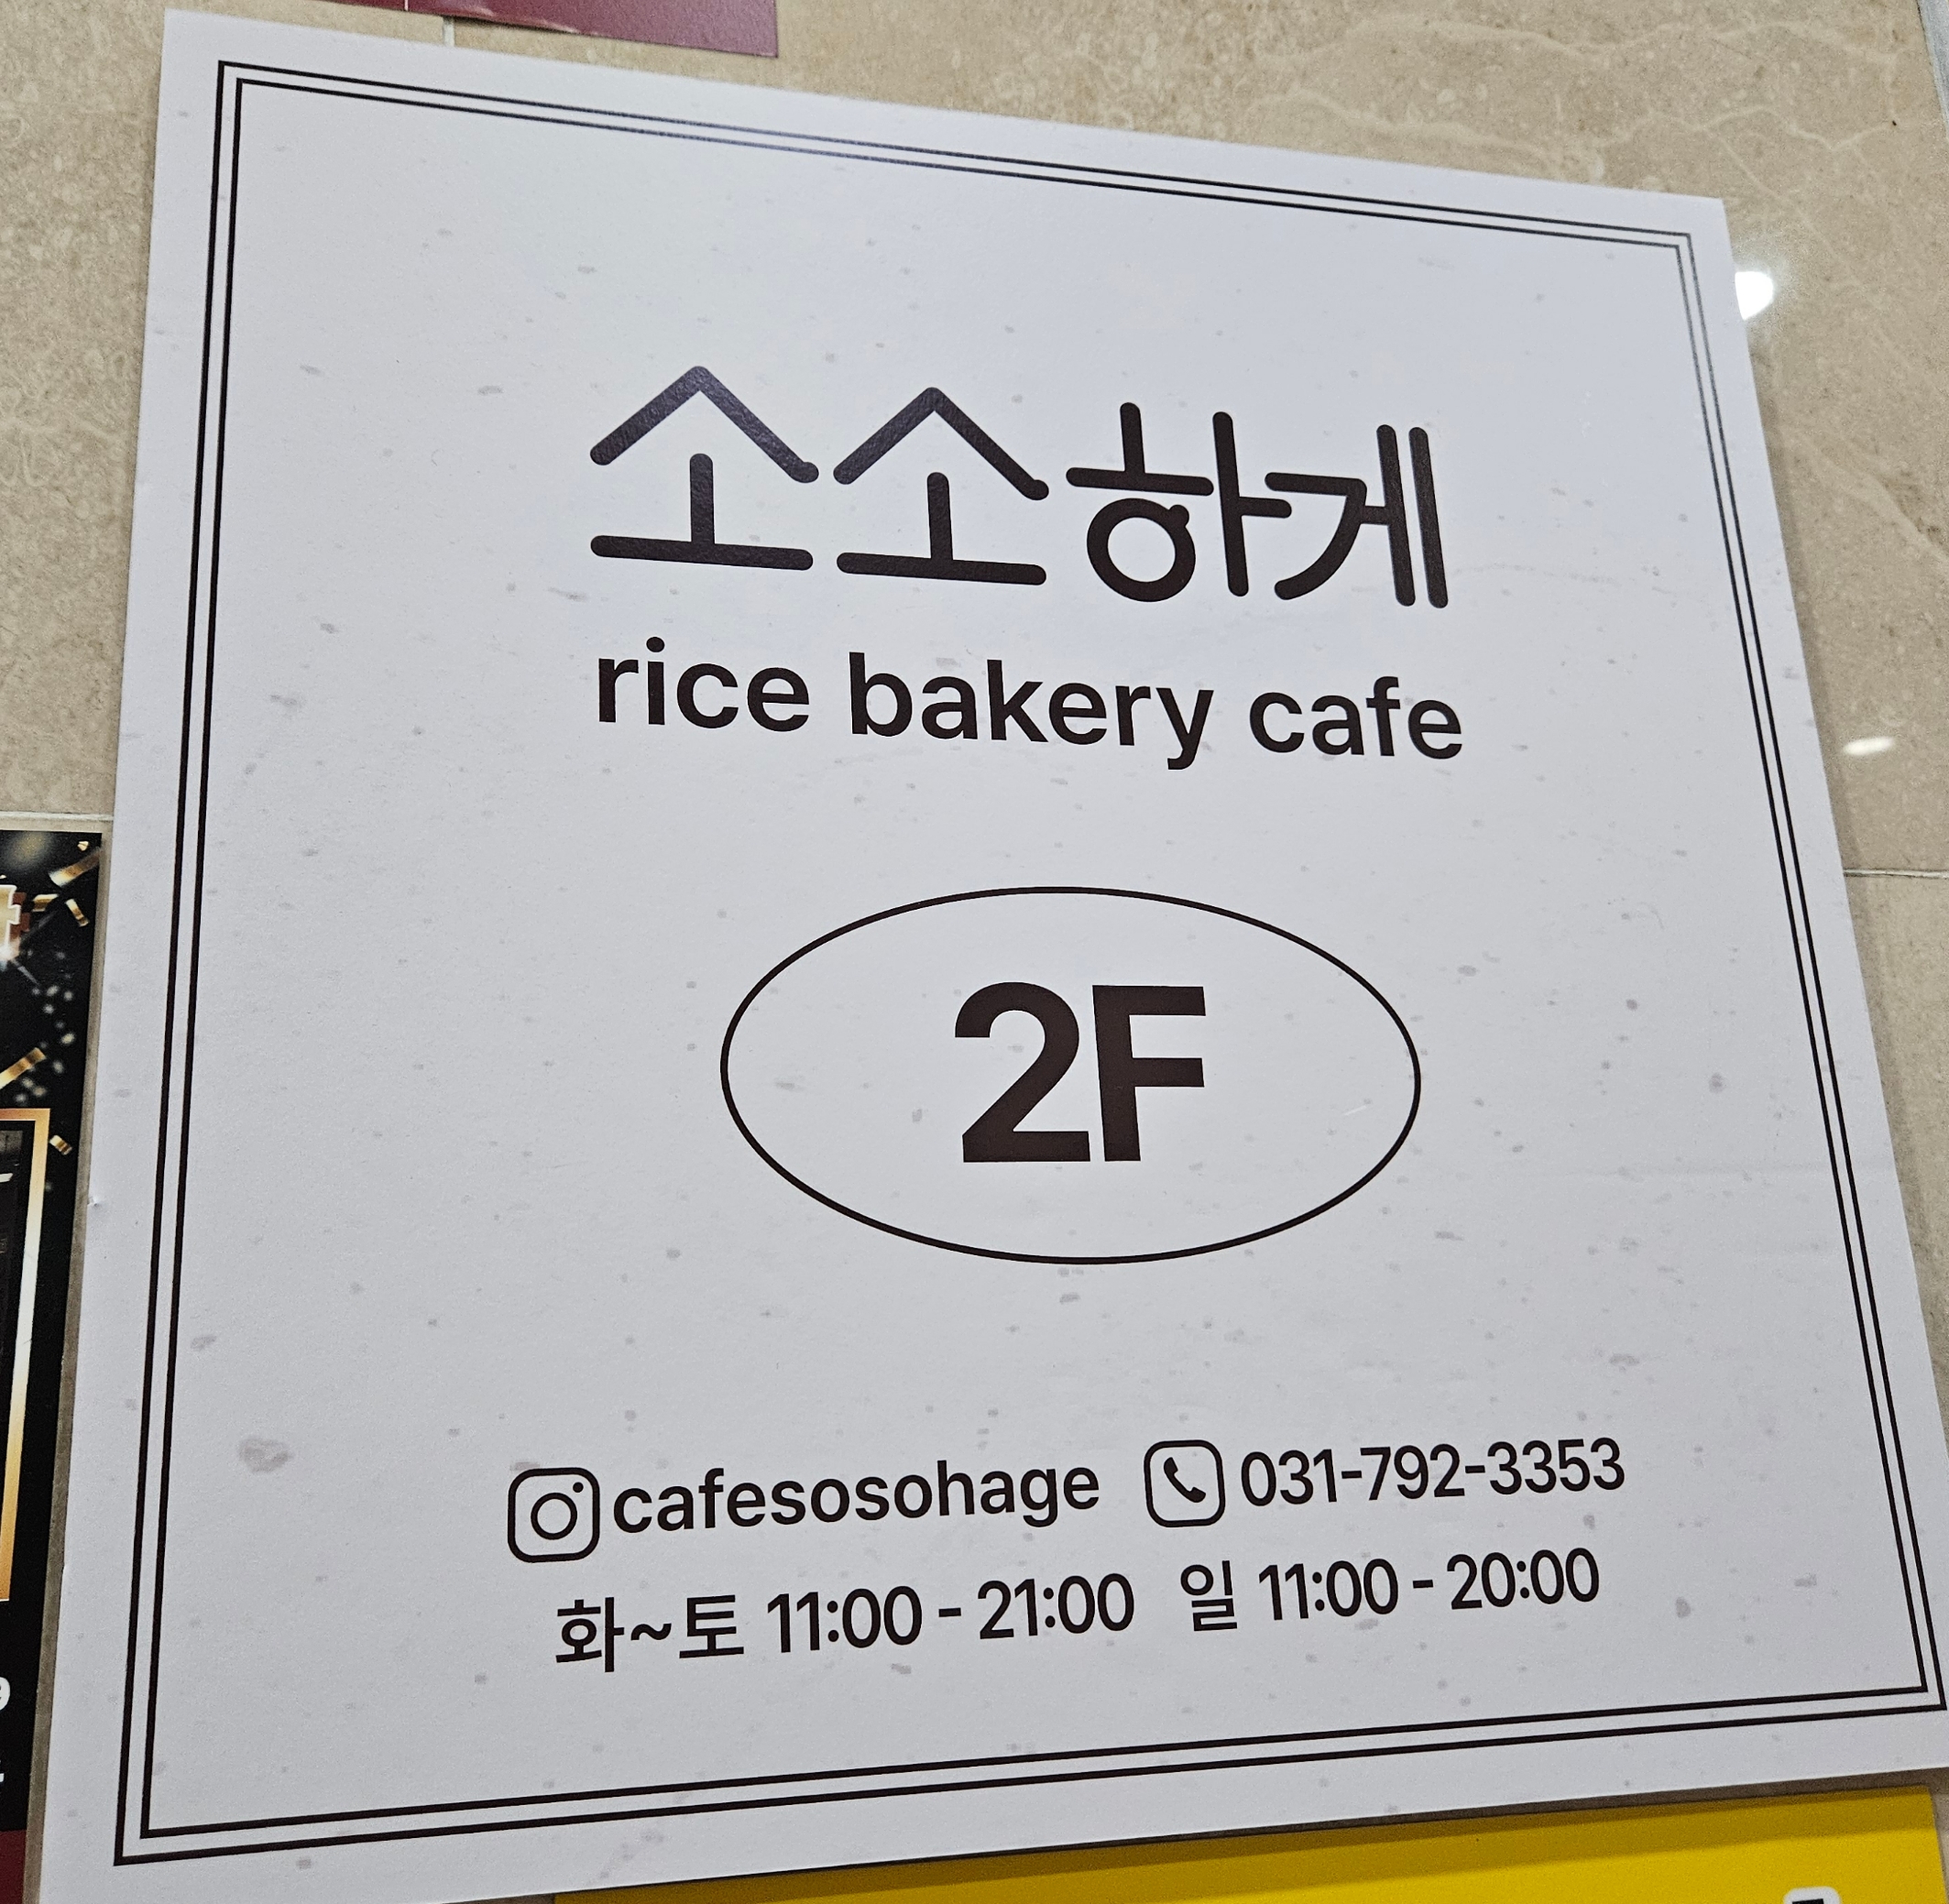 소소하게
rice bakery cafe
2F
cafesosohage 031-792-3353
화~토 11:00 - 21:00 일 11:00 - 20:00